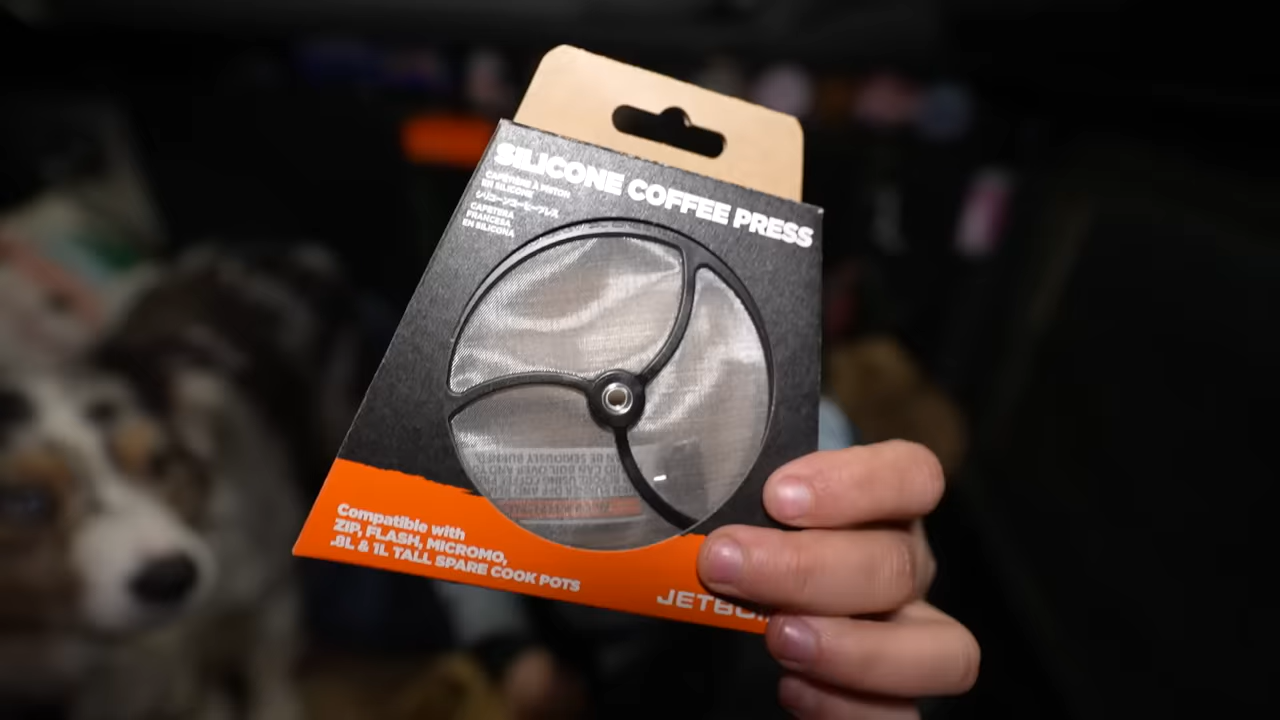 SILICONE COFFEE PRESS
CAFETIÈRE À PISTON
EN SILICONE
シリコーンコーヒープレス
CAFETERA
FRANCESA
EN SILICONA
Compatible with
ZIP, FLASH, MICROMO,
.8L & 1L TALL SPARE COOK POTS